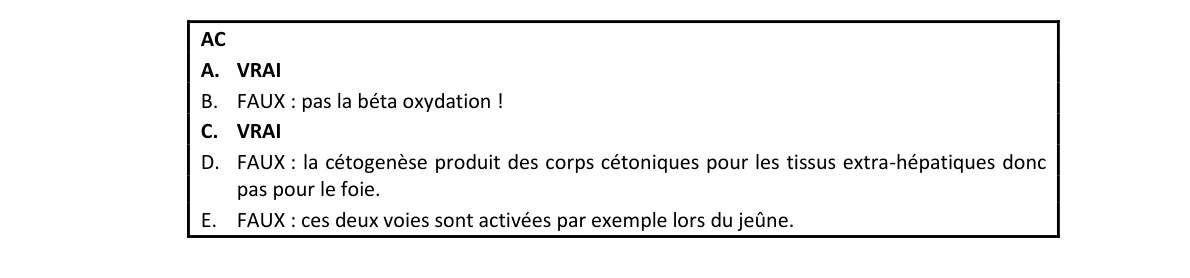 AC
A. VRAI
B. FAUX : pas la béta oxydation !
C. VRAI
D. FAUX : la cétogenèse produit des corps cétoniques pour les tissus extra-hépatiques donc
pas pour le foie.
E. FAUX : ces deux voies sont activées par exemple lors du jeûne.